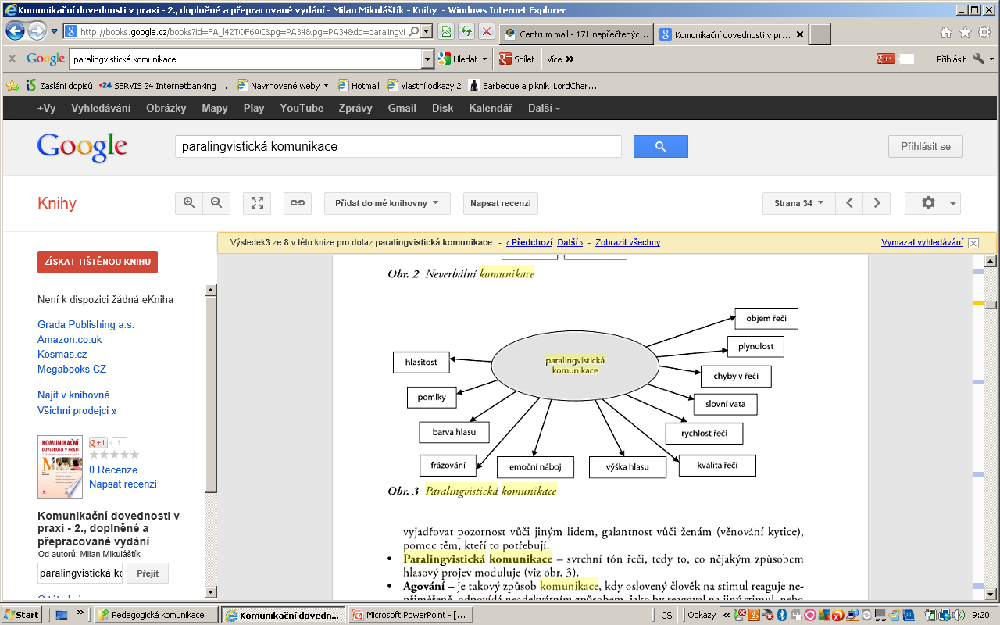 Komunikační dovednosti v praxi - 2., doplněné a přepracované vydání - Milan Mikuláštík - Knihy - Windows Internet Explorer
http://books.google.cz/books?id=FA_l42TOF6AC&pg=PA34&lpg=PA34&dq=paralingvi
Centrum mail - 171 nepřečtených...
Komunikační dovednosti v pr...
Google
paralingvistická komunikace
Hledat
Sdílet
Více »
+1
Přihlásit
Zaslání dopisů
SERVIS 24 Internetbanking ...
Navrhované weby
Hotmail
Vlastní odkazy 2
Barbeque a piknik LordChar...
+Vy Vyhledávání Obrázky Mapy Play YouTube Zprávy Gmail Disk Kalendář Další
Google
paralingvistická komunikace
Přihlásit se
Knihy
Přidat do mé knihovny
Napsat recenzi
Strana 34
Výsledek3 ze 8 v této knize pro dotaz paralingvistická komunikace - ‹ Předchozí Další › - Zobrazit všechny
Vymazat vyhledávání
ZÍSKAT TIŠTĚNOU KNIHU
Není k dispozici žádná eKniha
Grada Publishing a.s.
Amazon.co.uk
Kosmas.cz
Megabooks CZ
Najít v knihovně
Všichni prodejci »
KOMUNIKAČNÍ
DOVEDNOSTI V PRAXI
+1
1
0 Recenze
Napsat recenzi
Komunikační dovednosti v
praxi - 2., doplněné a
přepracované vydání
Od autorů: Milan Mikuláštík
paralingvistická kc
Přejít
O této knize
Obr. 2 Neverbální komunikace
paralingvistická
komunikace
objem řeči
plynulost
chyby v řeči
slovní vata
rychlost řeči
kvalita řeči
výška hlasu
emoční náboj
frázování
barva hlasu
pomlky
hlasitost
Obr. 3 Paralingvistická komunikace
vyjadřovat pozornost vůči jiným lidem, galantnost vůči ženám (věnování kytice),
pomoc těm, kteří to potřebují.
• Paralingvistická komunikace – svrchní tón řeči, tedy to, co nějakým způsobem
hlasový projev moduluje (viz obr. 3).
• Agování – je takový způsob komunikace, kdy oslovený člověk na stimul reaguje ne-
přiměřeně, odpovídá neadekvátním způsobem, jako by reagoval na jiný stimul, nebo
Start
»
Pedagogická komunikace
Komunikační dovedn...
Microsoft PowerPoint - [...
CS
Odkazy
«
9:20